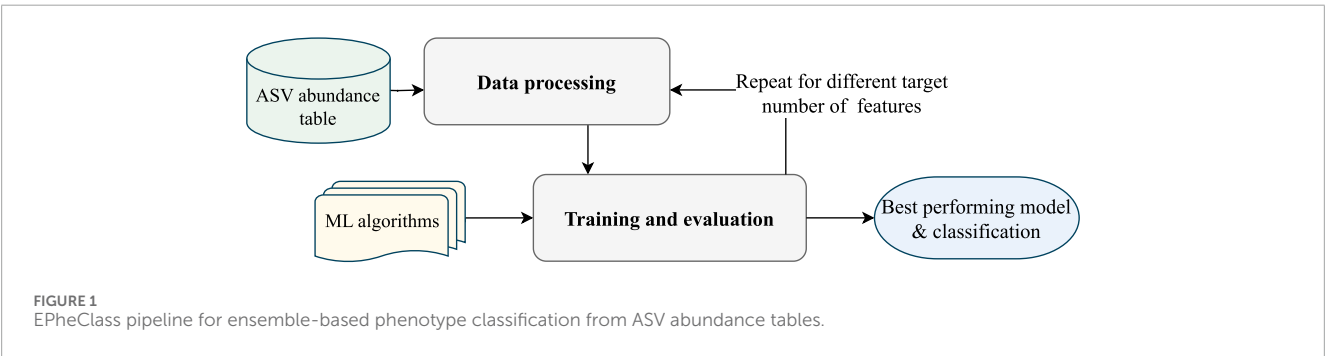 ASV abundance
table
Data processing
Repeat for different target
number of features
ML algorithms
Training and evaluation
Best performing model
& classification
FIGURE 1
EPheClass pipeline for ensemble-based phenotype classification from ASV abundance tables.